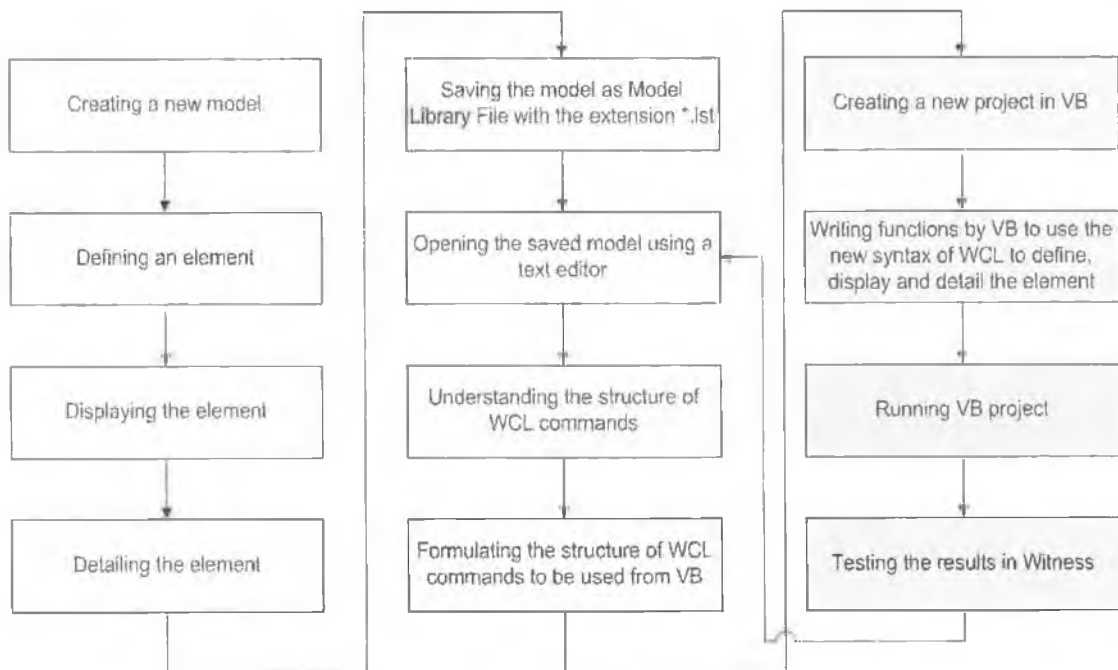 Creating a new model
Defining an element
Displaying the element
Detailing the element
Saving the model as Model
Library File with the extension *.lst
Opening the saved model using a
text editor
Understanding the structure of
WCL commands
Formulating the structure of WCL
commands to be used from VB
Creating a new project in VB
Writing functions by VB to use the
new syntax of WCL to define,
display and detail the element
Running VB project
Testing the results in Witness